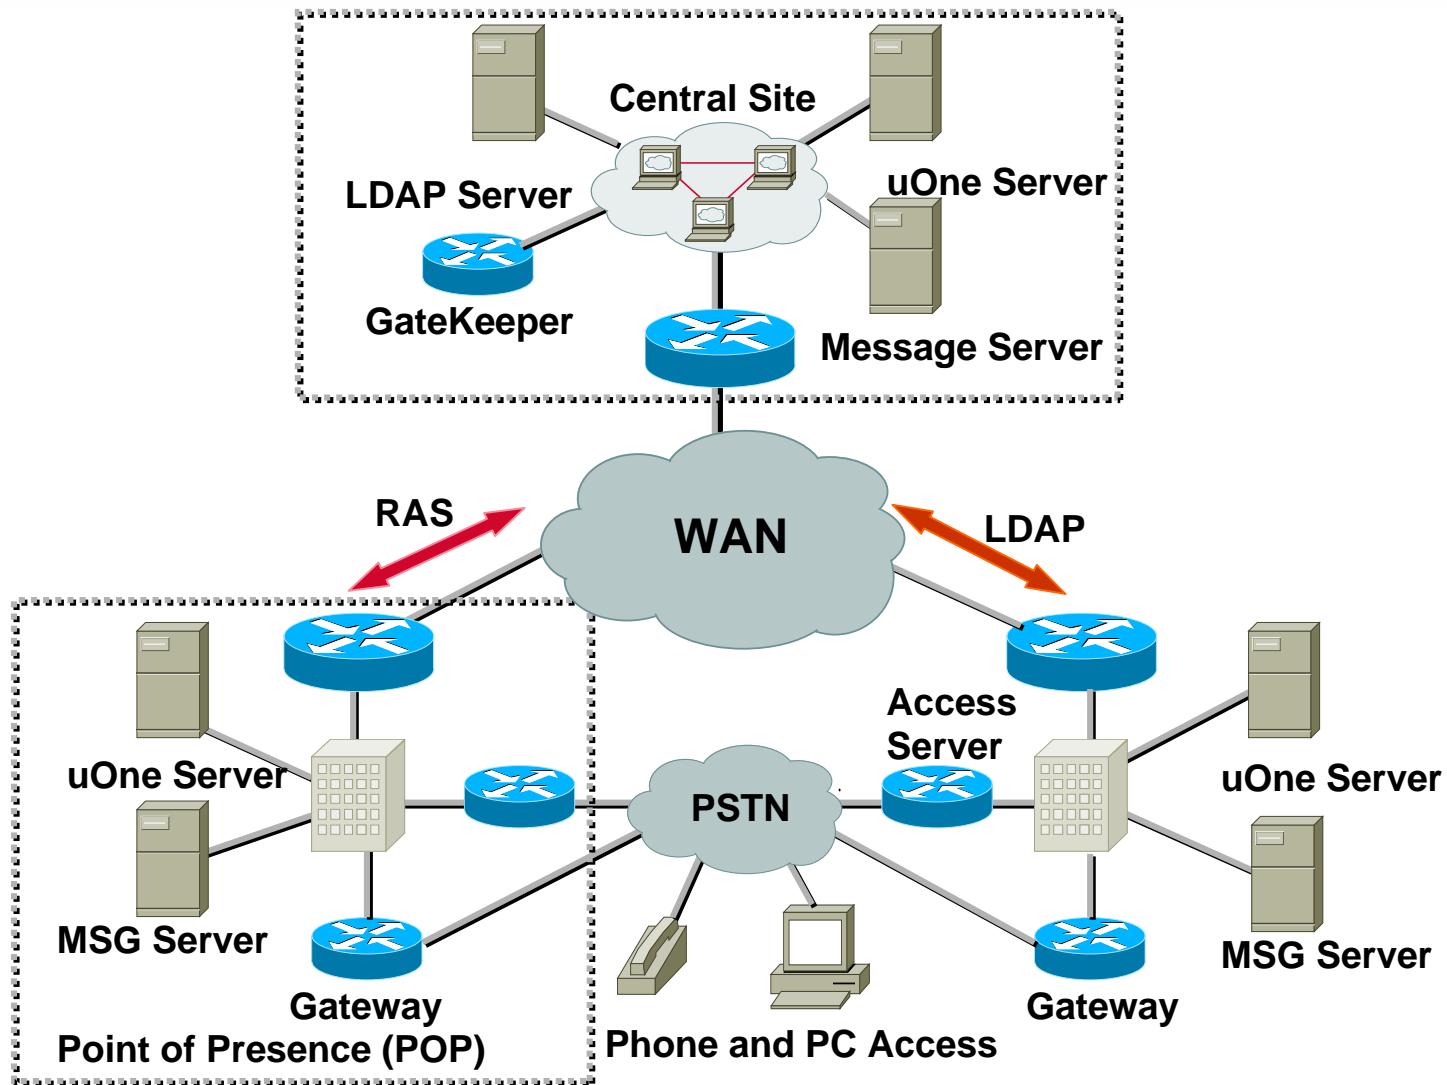 Central Site
LDAP Server
uOne Server
GateKeeper
Message Server
RAS
WAN
LDAP
Access
Server
uOne Server
PSTN
uOne Server
MSG Server
MSG Server
Gateway
Gateway
Point of Presence (POP)
Phone and PC Access